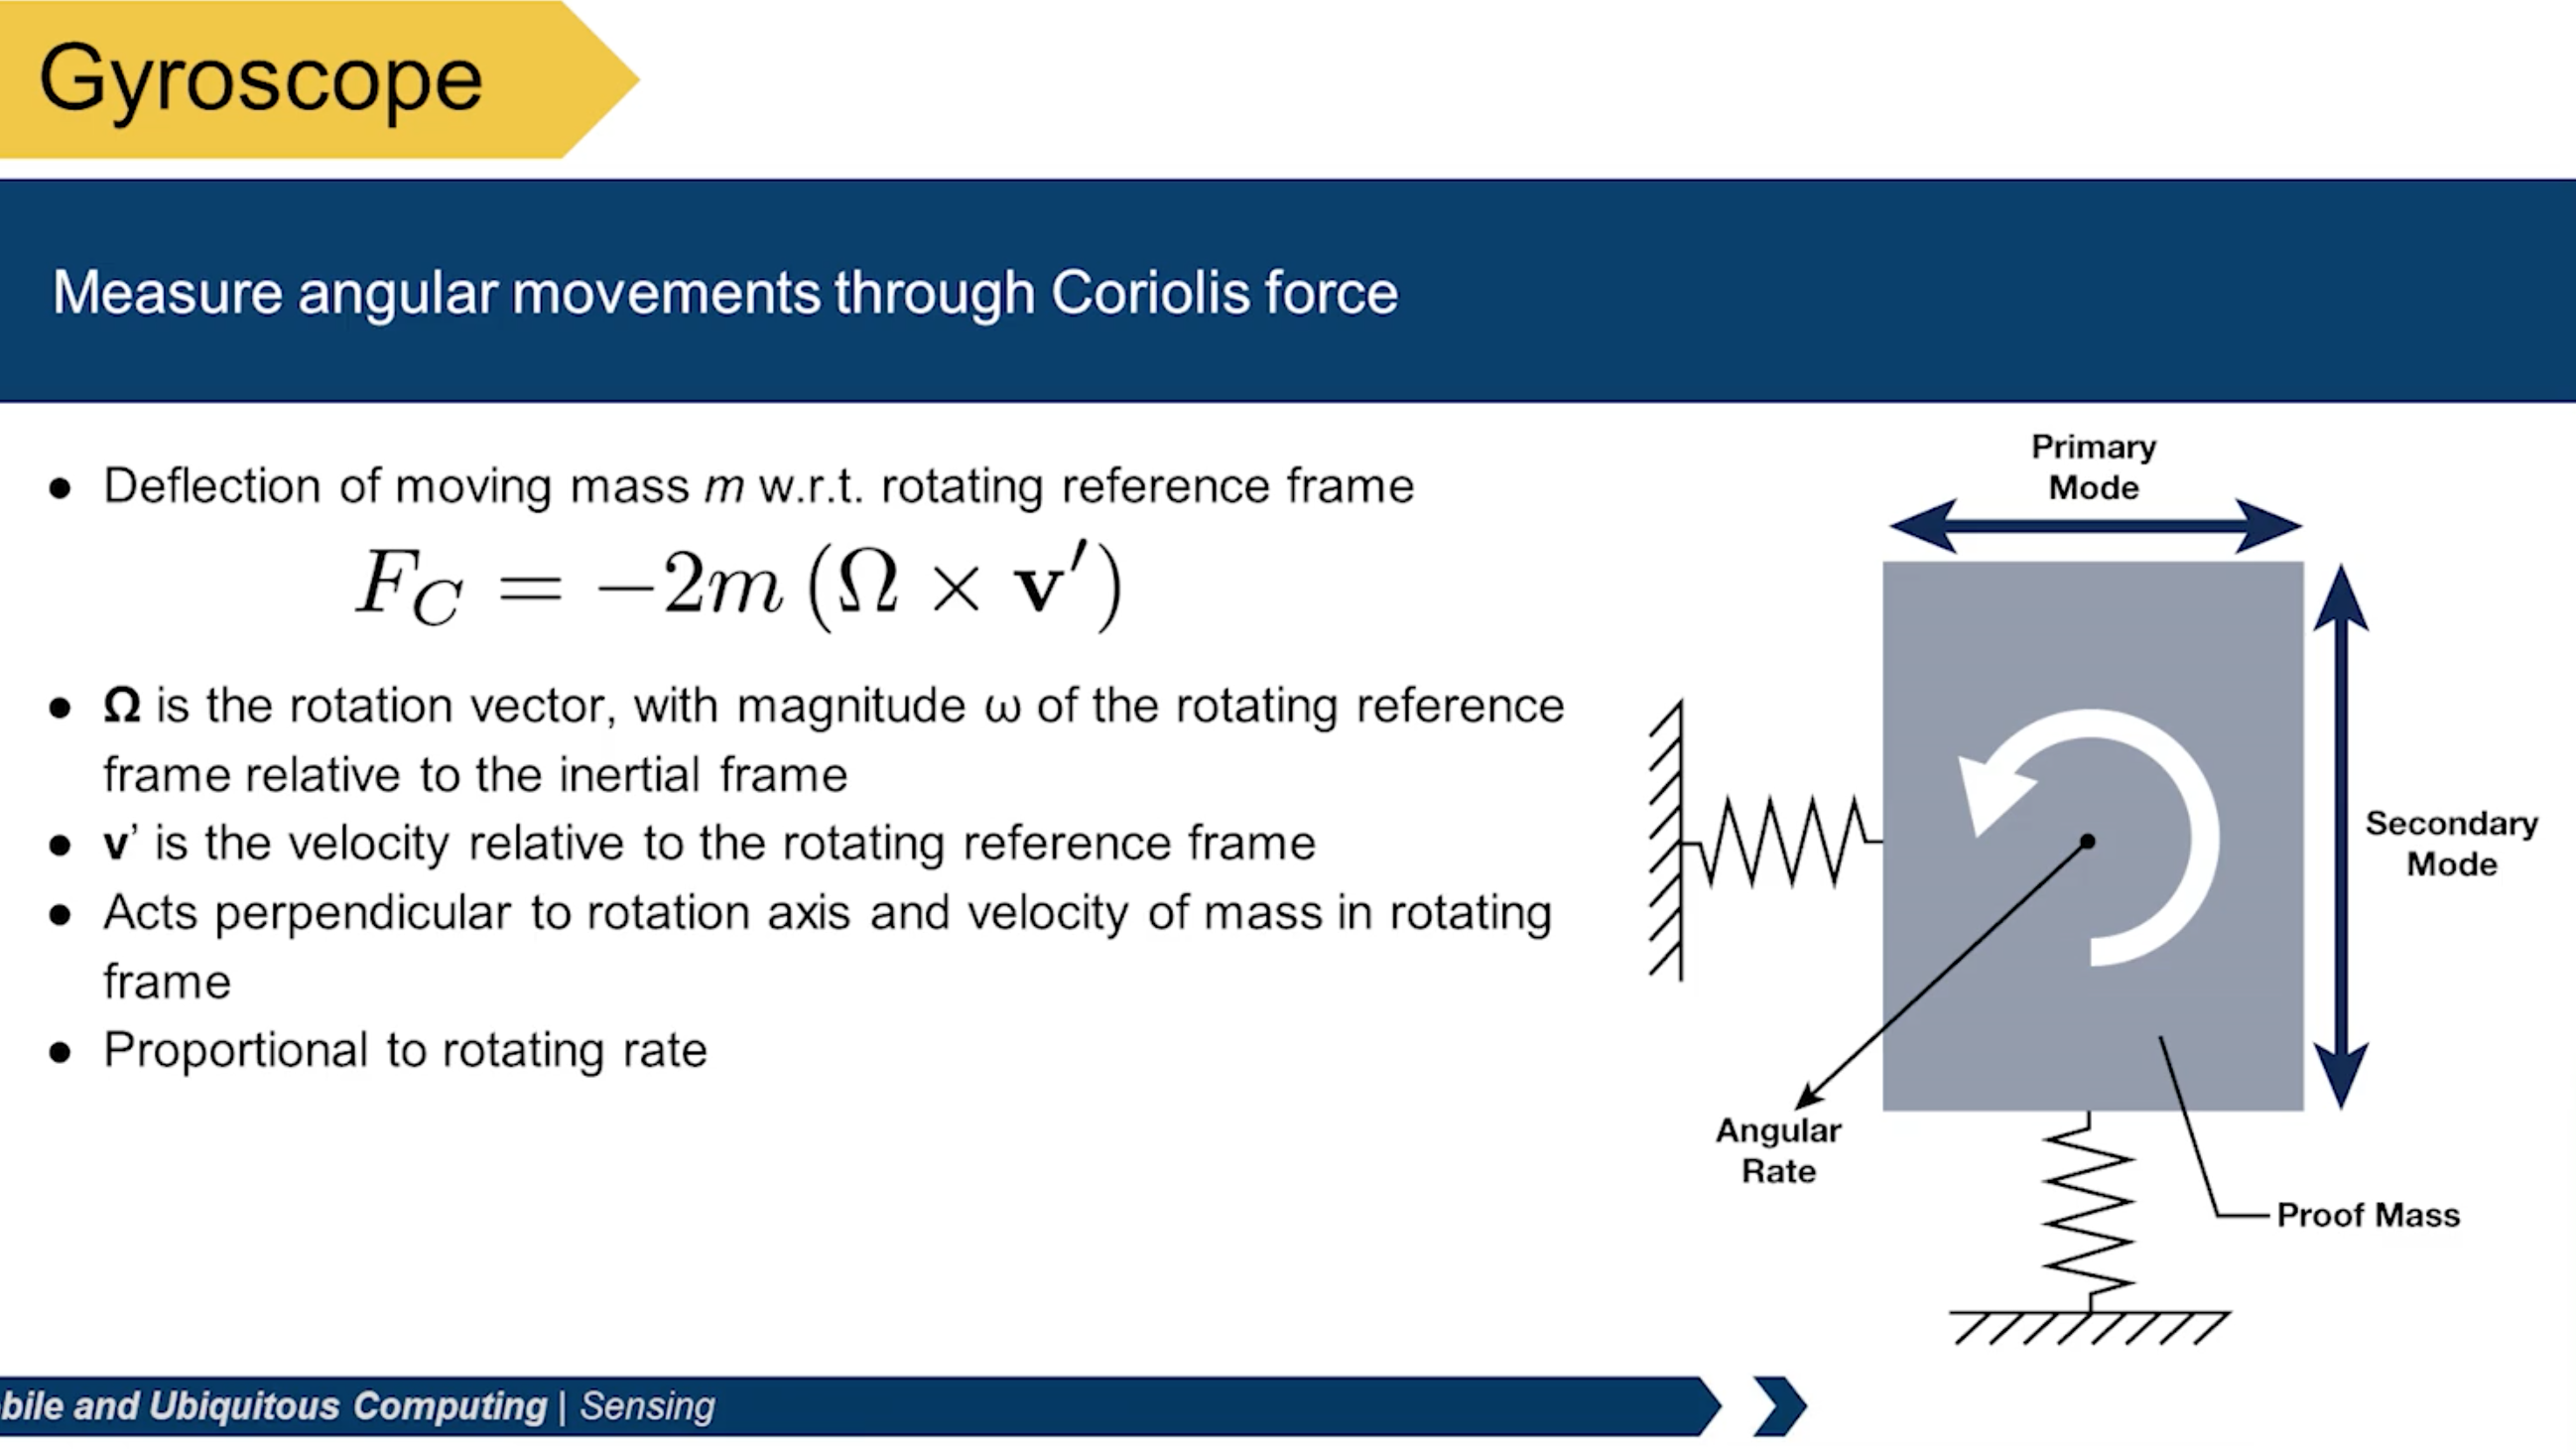 Gyroscope
Measure angular movements through Coriolis force
● Deflection of moving mass m w.r.t. rotating reference frame
F_C = −2m (Ω × v′)
● Ω is the rotation vector, with magnitude ω of the rotating reference
frame relative to the inertial frame
● v’ is the velocity relative to the rotating reference frame
● Acts perpendicular to rotation axis and velocity of mass in rotating
frame
● Proportional to rotating rate
Primary
Mode
Secondary
Mode
Angular
Rate
Proof Mass
bile and Ubiquitous Computing | Sensing